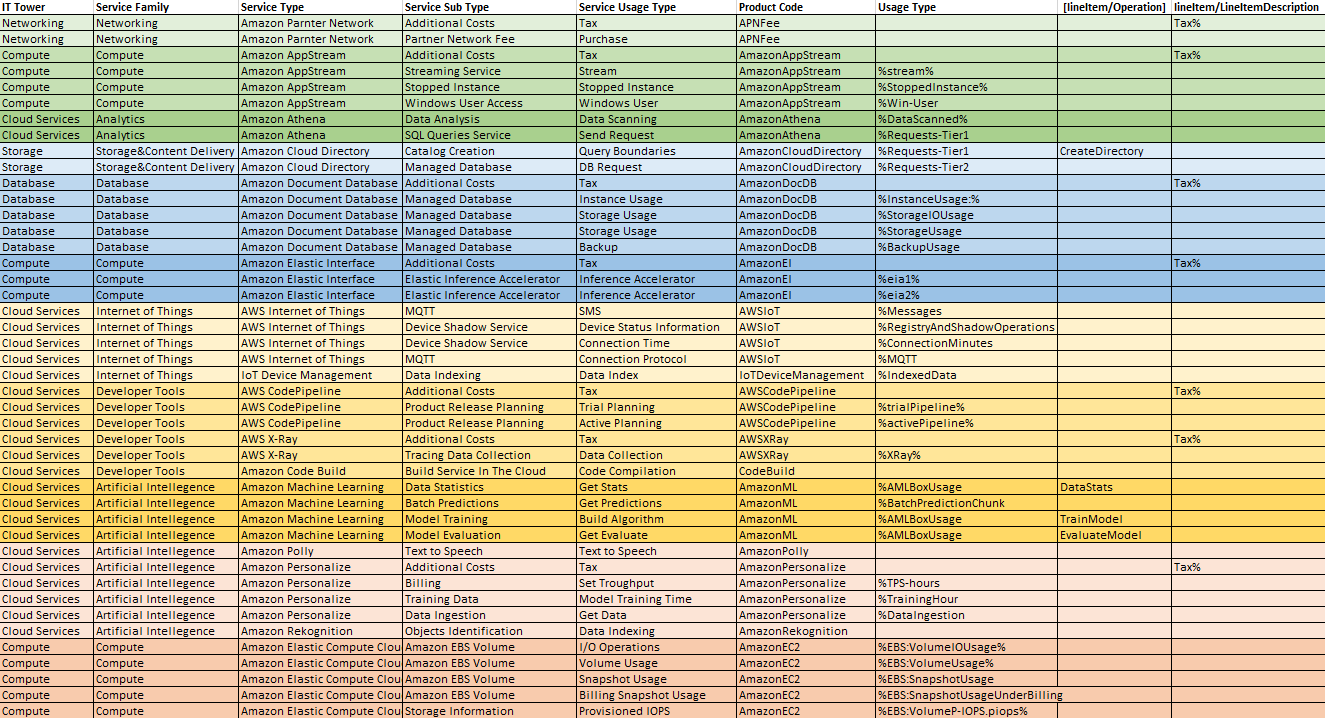 IT Tower Service Family Service Type Service Sub Type Service Usage Type Product Code Usage Type [lineItem/Operation] lineItem/LineItemDescription
Networking Networking Amazon Parnter Network Additional Costs Tax APNFee Tax%
Networking Networking Amazon Parnter Network Partner Network Fee Purchase APNFee
Compute Compute Amazon AppStream Additional Costs Tax AmazonAppStream Tax%
Compute Compute Amazon AppStream Streaming Service Stream AmazonAppStream %stream%
Compute Compute Amazon AppStream Stopped Instance Stopped Instance AmazonAppStream %StoppedInstance%
Compute Compute Amazon AppStream Windows User Access Windows User AmazonAppStream %Win-User
Cloud Services Analytics Amazon Athena Data Analysis Data Scanning AmazonAthena %DataScanned%
Cloud Services Analytics Amazon Athena SQL Queries Service Send Request AmazonAthena %Requests-Tier1
Storage Storage&Content Delivery Amazon Cloud Directory Catalog Creation Query Boundaries AmazonCloudDirectory %Requests-Tier1 CreateDirectory
Storage Storage&Content Delivery Amazon Cloud Directory Managed Database DB Request AmazonCloudDirectory %Requests-Tier2
Database Database Amazon Document Database Additional Costs Tax AmazonDocDB Tax%
Database Database Amazon Document Database Managed Database Instance Usage AmazonDocDB %InstanceUsage:%
Database Database Amazon Document Database Managed Database Storage Usage AmazonDocDB %StorageIOUsage
Database Database Amazon Document Database Managed Database Storage Usage AmazonDocDB %StorageUsage
Database Database Amazon Document Database Managed Database Backup AmazonDocDB %BackupUsage
Compute Compute Amazon Elastic Interface Additional Costs Tax AmazonEI Tax%
Compute Compute Amazon Elastic Interface Elastic Inference Accelerator Inference Accelerator AmazonEI %eia1%
Compute Compute Amazon Elastic Interface Elastic Inference Accelerator Inference Accelerator AmazonEI %eia2%
Cloud Services Internet of Things AWS Internet of Things MQTT SMS AWSIoT %Messages
Cloud Services Internet of Things AWS Internet of Things Device Shadow Service Device Status Information AWSIoT %RegistryAndShadowOperations
Cloud Services Internet of Things AWS Internet of Things Device Shadow Service Connection Time AWSIoT %ConnectionMinutes
Cloud Services Internet of Things AWS Internet of Things MQTT Connection Protocol AWSIoT %MQTT
Cloud Services Internet of Things IoT Device Management Data Indexing Data Index IoTDeviceManagement %IndexedData
Cloud Services Developer Tools AWS CodePipeline Additional Costs Tax AWSCodePipeline Tax%
Cloud Services Developer Tools AWS CodePipeline Product Release Planning Trial Planning AWSCodePipeline %trialPipeline%
Cloud Services Developer Tools AWS CodePipeline Product Release Planning Active Planning AWSCodePipeline %activePipeline%
Cloud Services Developer Tools AWS X-Ray Additional Costs Tax AWSXRay Tax%
Cloud Services Developer Tools AWS X-Ray Tracing Data Collection Data Collection AWSXRay %XRay%
Cloud Services Developer Tools Amazon Code Build Build Service In The Cloud Code Compilation CodeBuild
Cloud Services Artificial Intellegence Amazon Machine Learning Data Statistics Get Stats AmazonML %AMLBoxUsage DataStats
Cloud Services Artificial Intellegence Amazon Machine Learning Batch Predictions Get Predictions AmazonML %BatchPredictionChunk
Cloud Services Artificial Intellegence Amazon Machine Learning Model Training Build Algorithm AmazonML %AMLBoxUsage TrainModel
Cloud Services Artificial Intellegence Amazon Machine Learning Model Evaluation Get Evaluate AmazonML %AMLBoxUsage EvaluateModel
Cloud Services Artificial Intellegence Amazon Polly Text to Speech Text to Speech AmazonPolly
Cloud Services Artificial Intellegence Amazon Personalize Additional Costs Tax AmazonPersonalize Tax%
Cloud Services Artificial Intellegence Amazon Personalize Billing Set Troughput AmazonPersonalize %TPS-hours
Cloud Services Artificial Intellegence Amazon Personalize Training Data Model Training Time AmazonPersonalize %TrainingHour
Cloud Services Artificial Intellegence Amazon Personalize Data Ingestion Get Data AmazonPersonalize %DataIngestion
Cloud Services Artificial Intellegence Amazon Rekognition Objects Identification Data Indexing AmazonRekognition
Compute Compute Amazon Elastic Compute Clou Amazon EBS Volume I/O Operations AmazonEC2 %EBS:VolumeIOUsage%
Compute Compute Amazon Elastic Compute Clou Amazon EBS Volume Volume Usage AmazonEC2 %EBS:VolumeUsage%
Compute Compute Amazon Elastic Compute Clou Amazon EBS Volume Snapshot Usage AmazonEC2 %EBS:SnapshotUsage
Compute Compute Amazon Elastic Compute Clou Amazon EBS Volume Billing Snapshot Usage AmazonEC2 %EBS:SnapshotUsageUnderBilling
Compute Compute Amazon Elastic Compute Clou Storage Information Provisioned IOPS AmazonEC2 %EBS:VolumeP-IOPS.piops%